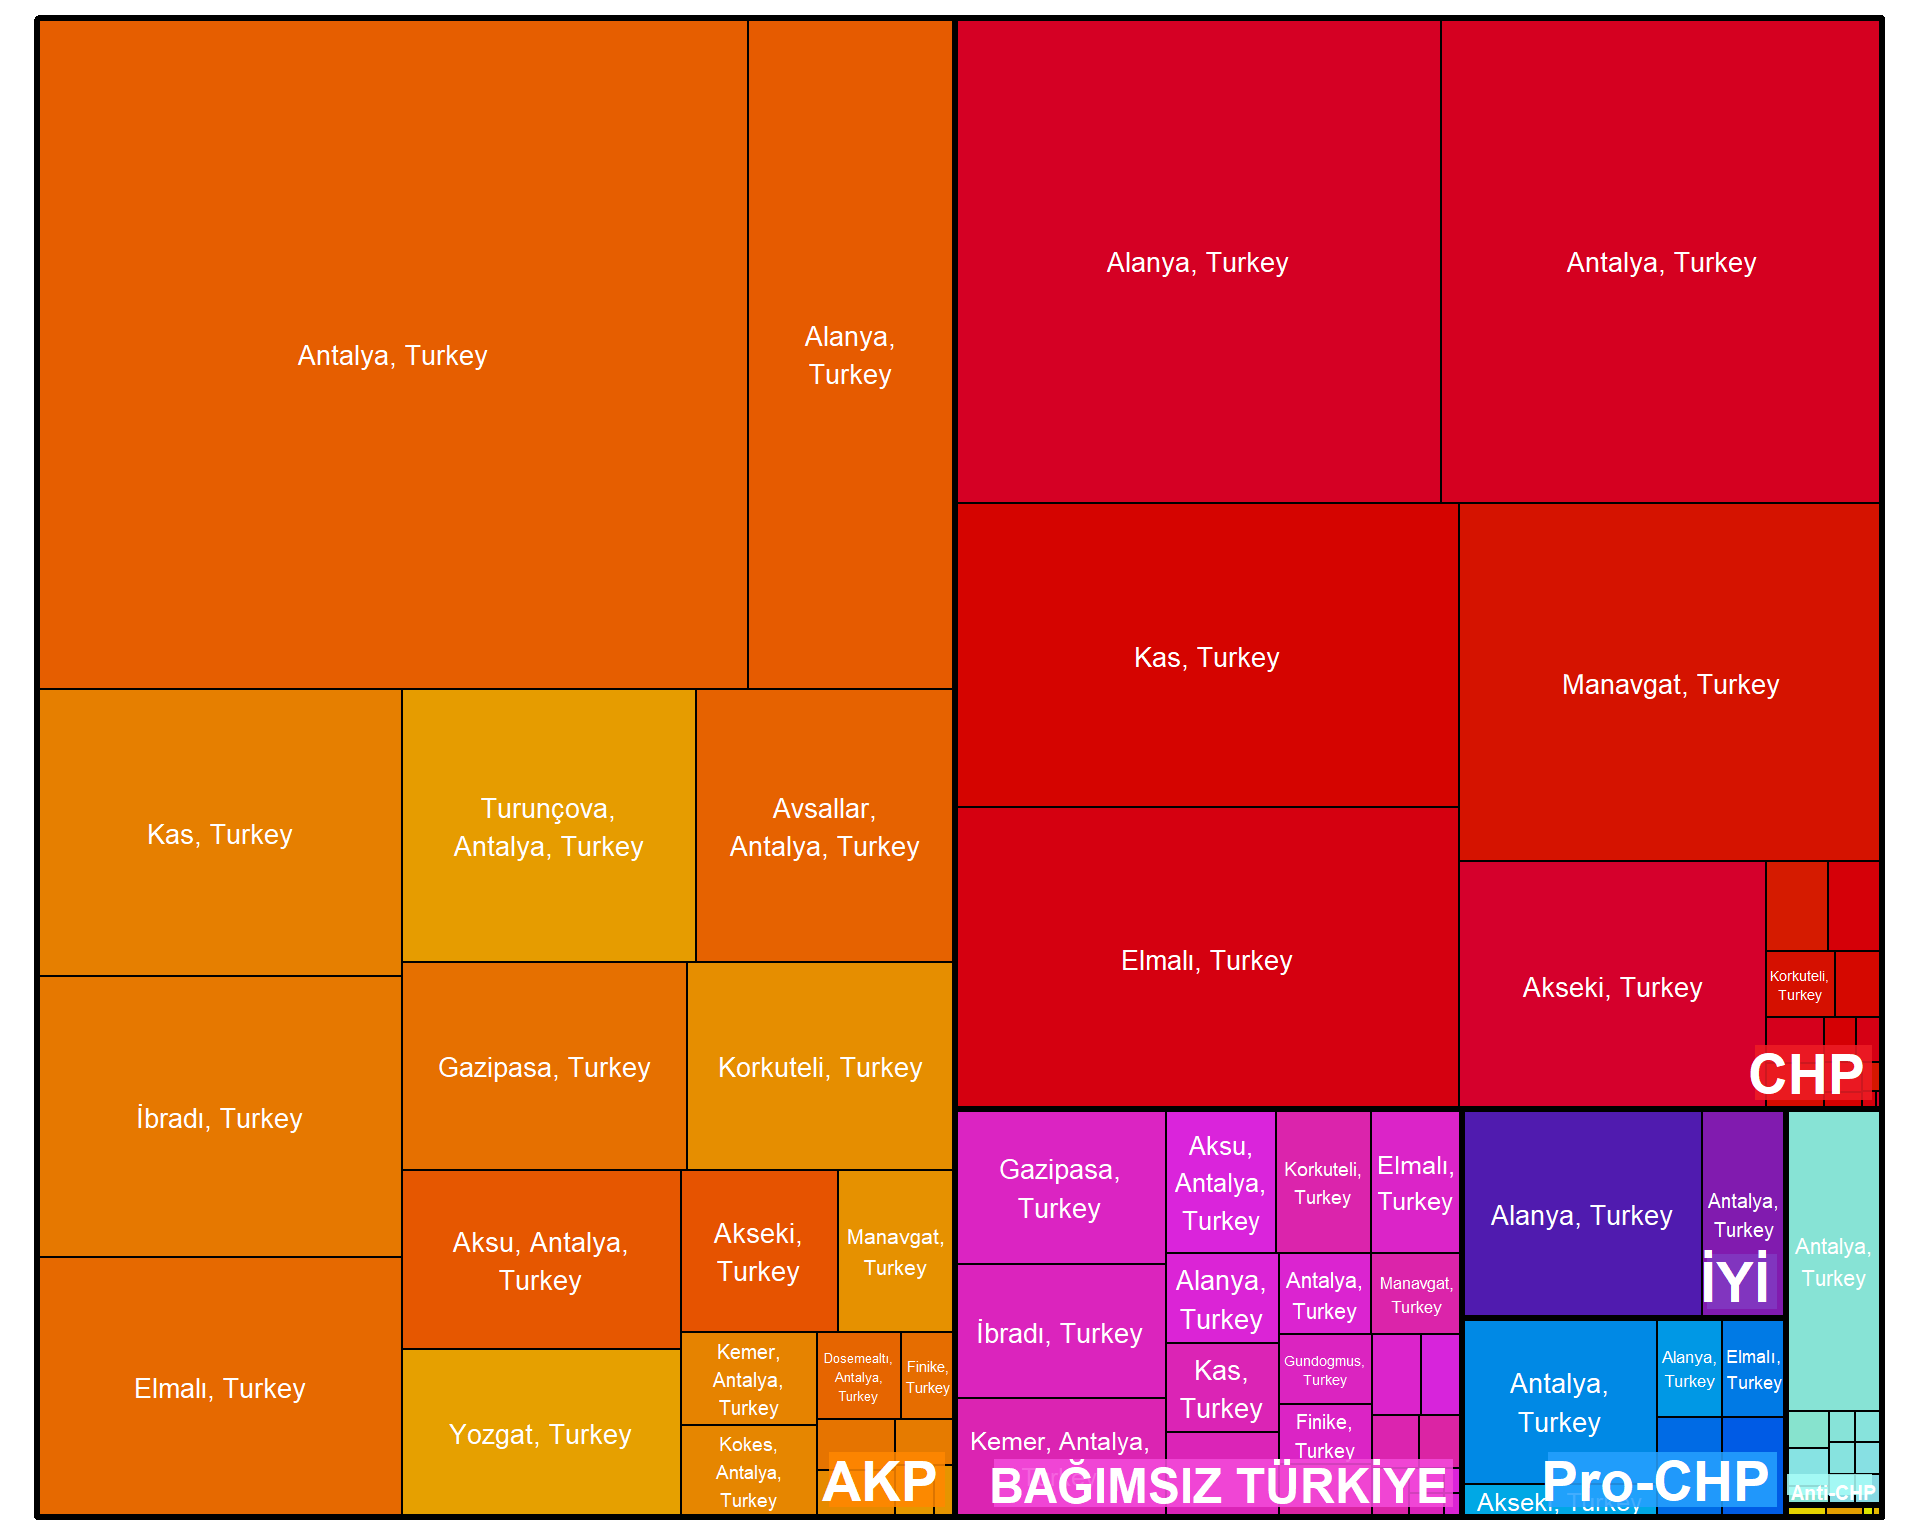 Antalya, Turkey
Alanya,
Turkey
Kas, Turkey
İbradı, Turkey
Elmalı, Turkey
Turunçova,
Antalya, Turkey
Avsallar,
Antalya, Turkey
Gazipasa, Turkey
Korkuteli, Turkey
Aksu, Antalya,
Turkey
Akseki,
Turkey
Manavgat,
Turkey
Yozgat, Turkey
Kemer,
Antalya,
Turkey
Kokes,
Antalya,
Turkey
Dosemealtı,
Antalya,
Turkey
Finike,
Turkey
AKP
Alanya, Turkey
Antalya, Turkey
Kas, Turkey
Manavgat, Turkey
Elmalı, Turkey
Akseki, Turkey
Korkuteli,
Turkey
CHP
Gazipasa,
Turkey
Aksu,
Antalya,
Turkey
Korkuteli,
Turkey
Elmalı,
Turkey
İbradı, Turkey
Alanya,
Turkey
Antalya,
Turkey
Manavgat,
Turkey
Kas,
Turkey
Gundogmus,
Turkey
Finike,
Turkey
Kemer, Antalya,
Turkey
BAĞIMSIZ TÜRKİYE
Alanya, Turkey
Antalya,
Turkey
İYİ
Antalya,
Turkey
Alanya,
Turkey
Elmalı,
Turkey
Akseki, Turkey
Pro-CHP
Antalya,
Turkey
Anti-CHP